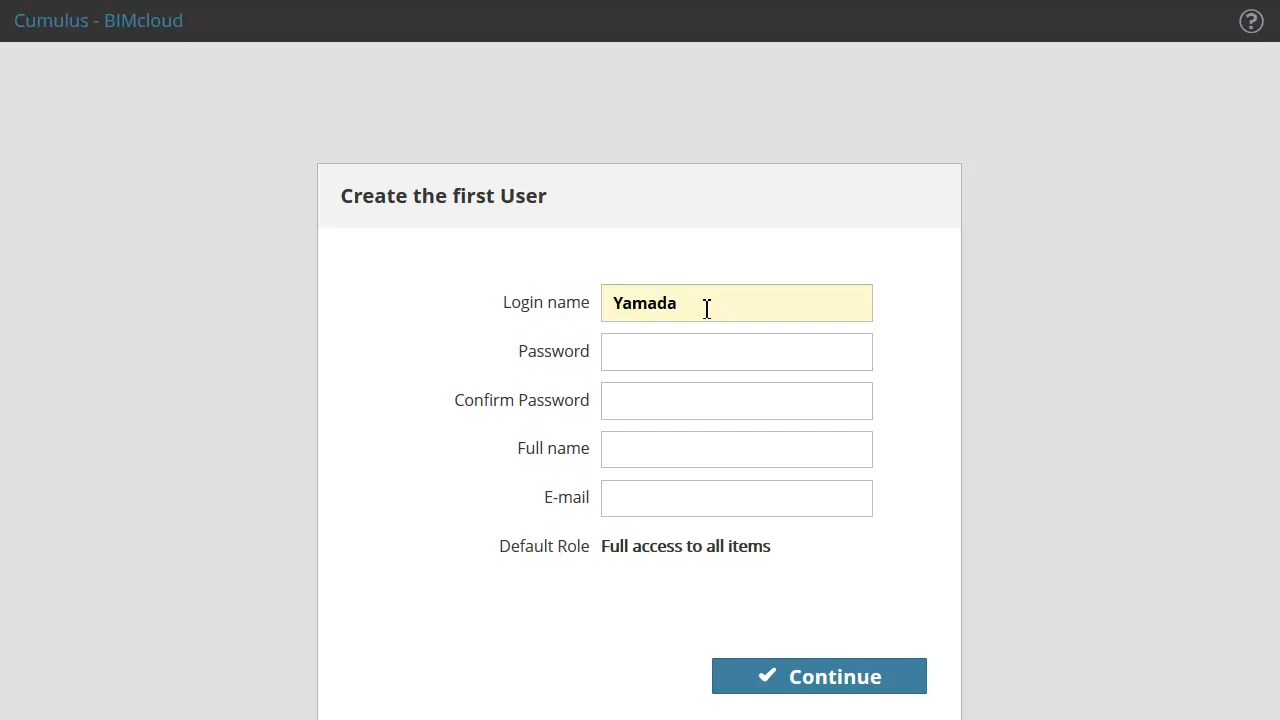 Cumulus - BIMcloud
Create the first User
Login name Yamada
Password
Confirm Password
Full name
E-mail
Default Role Full access to all items
Continue